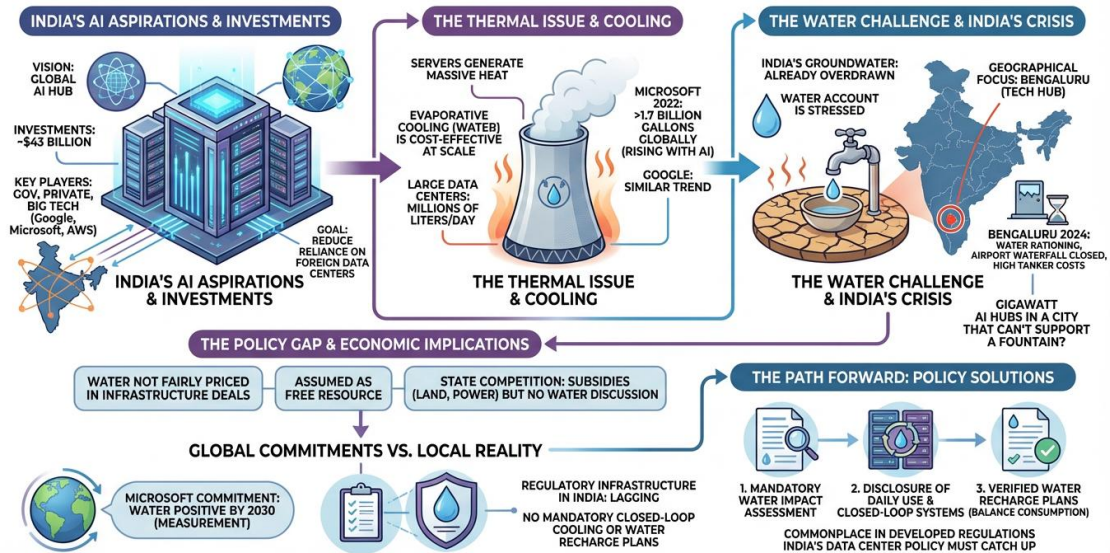 INDIA'S AI ASPIRATIONS & INVESTMENTS
VISION:
GLOBAL
AI HUB
INVESTMENTS:
~$43 BILLION
KEY PLAYERS:
GOV, PRIVATE,
BIG TECH
(Google,
Microsoft, AWS)
GOAL:
REDUCE
RELIANCE ON
FOREIGN DATA
CENTERS
INDIA'S AI ASPIRATIONS
& INVESTMENTS
THE THERMAL ISSUE & COOLING
SERVERS GENERATE
MASSIVE HEAT
EVAPORATIVE
COOLING (WATEB)
IS COST-EFFECTIVE
AT SCALE
LARGE DATA
CENTERS:
MILLIONS OF
LITERS/DAY
MICROSOFT
2022:
>1.7 BILLION
GALLONS
GLOBALLY
(RISING WITH AI)
GOOGLE:
SIMILAR TREND
THE THERMAL ISSUE
& COOLING
THE WATER CHALLENGE & INDIA'S CRISIS
INDIA'S GROUNDWATER:
ALREADY OVERDRAWN
WATER ACCOUNT
IS STRESSED
GEOGRAPHICAL
FOCUS: BENGALURU
(TECH HUB)
BENGALURU 2024:
WATER RATIONING,
AIRPORT WATERFALL CLOSED,
HIGH TANKER COSTS
GIGAWATT
AI HUBS IN A CITY
THAT CAN'T SUPPORT
A FOUNTAIN?
THE WATER CHALLENGE
& INDIA'S CRISIS
THE POLICY GAP & ECONOMIC IMPLICATIONS
WATER NOT FAIRLY PRICED
IN INFRASTRUCTURE DEALS
ASSUMED AS
FREE RESOURCE
STATE COMPETITION: SUBSIDIES
(LAND, POWER) BUT NO WATER DISCUSSION
GLOBAL COMMITMENTS VS. LOCAL REALITY
MICROSOFT COMMITMENT:
WATER POSITIVE BY 2030
(MEASUREMENT)
REGULATORY INFRASTRUCTURE
IN INDIA: LAGGING
NO MANDATORY CLOSED-LOOP
COOLING OR WATER
RECHARGE PLANS
THE PATH FORWARD: POLICY SOLUTIONS
1. MANDATORY
WATER IMPACT
ASSESSMENT
2. DISCLOSURE OF
DAILY USE &
CLOSED-LOOP SYSTEMS
3. VERIFIED WATER
RECHARGE PLANS
(BALANCE CONSUMPTION)
COMMONPLACE IN DEVELOPED REGULATIONS
INDIA'S DATA CENTER POLICY MUST CATCH UP